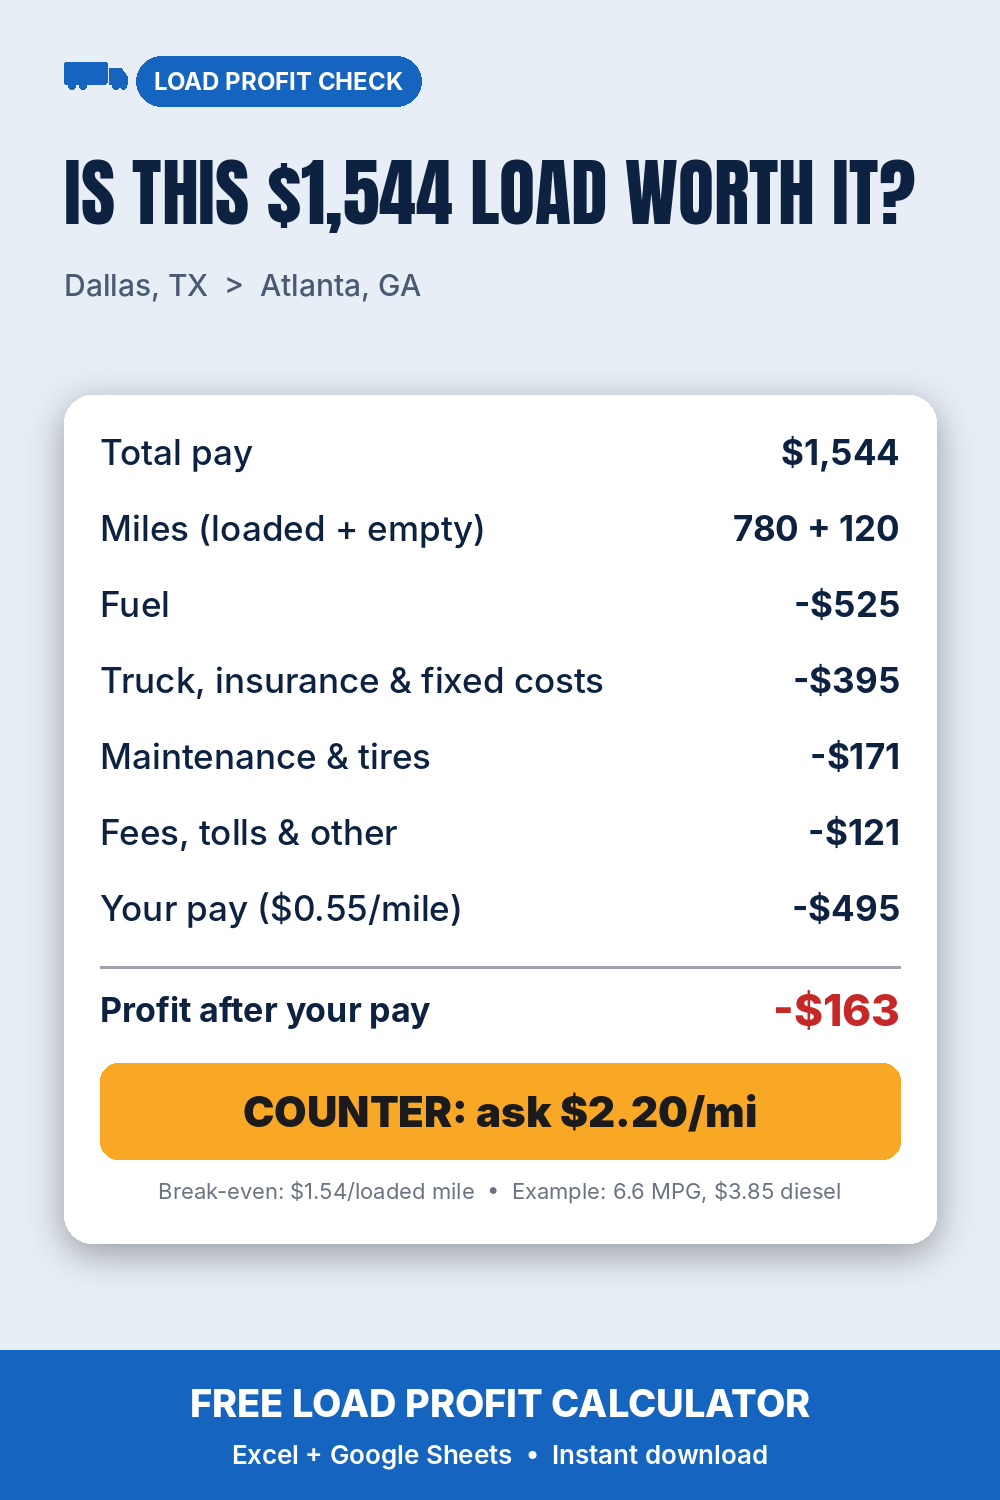 LOAD PROFIT CHECK
IS THIS $1,544 LOAD WORTH IT?
Dallas, TX > Atlanta, GA
Total pay $1,544
Miles (loaded + empty) 780 + 120
Fuel -$525
Truck, insurance & fixed costs -$395
Maintenance & tires -$171
Fees, tolls & other -$121
Your pay ($0.55/mile) -$495
Profit after your pay -$163
COUNTER: ask $2.20/mi
Break-even: $1.54/loaded mile • Example: 6.6 MPG, $3.85 diesel
FREE LOAD PROFIT CALCULATOR
Excel + Google Sheets • Instant download